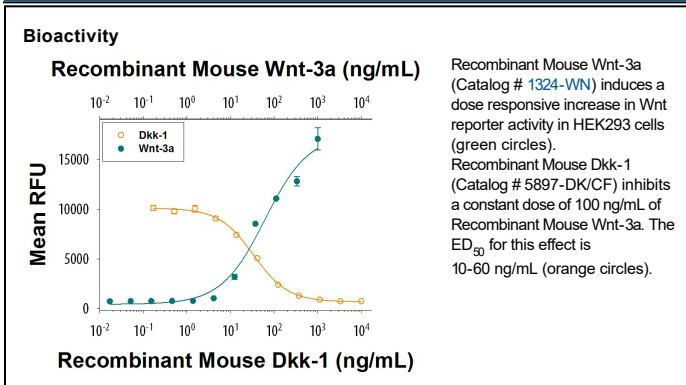 Bioactivity
Recombinant Mouse Wnt-3a (ng/mL)
10-2 10-1 100 101 102 103 104
Dkk-1
Wnt-3a
Mean RFU
15000
10000
5000
0
10-2 10-1 100 101 102 103 104
Recombinant Mouse Dkk-1 (ng/mL)
Recombinant Mouse Wnt-3a
(Catalog # 1324-WN) induces a
dose responsive increase in Wnt
reporter activity in HEK293 cells
(green circles).
Recombinant Mouse Dkk-1
(Catalog # 5897-DK/CF) inhibits
a constant dose of 100 ng/mL of
Recombinant Mouse Wnt-3a. The
ED50 for this effect is
10-60 ng/mL (orange circles).